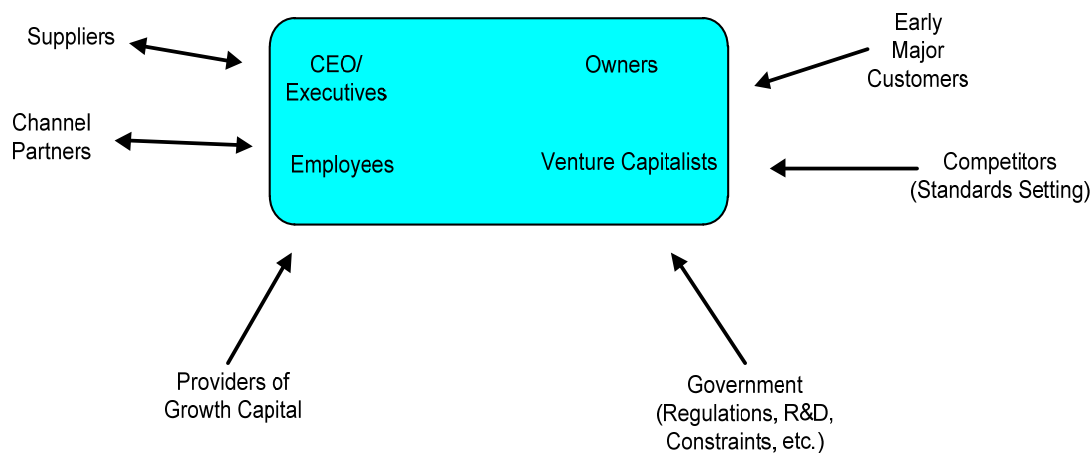 Suppliers
Channel
Partners
CEO/
Executives
Owners
Employees
Venture Capitalists
Early
Major
Customers
Competitors
(Standards Setting)
Providers of
Growth Capital
Government
(Regulations, R&D,
Constraints, etc.)